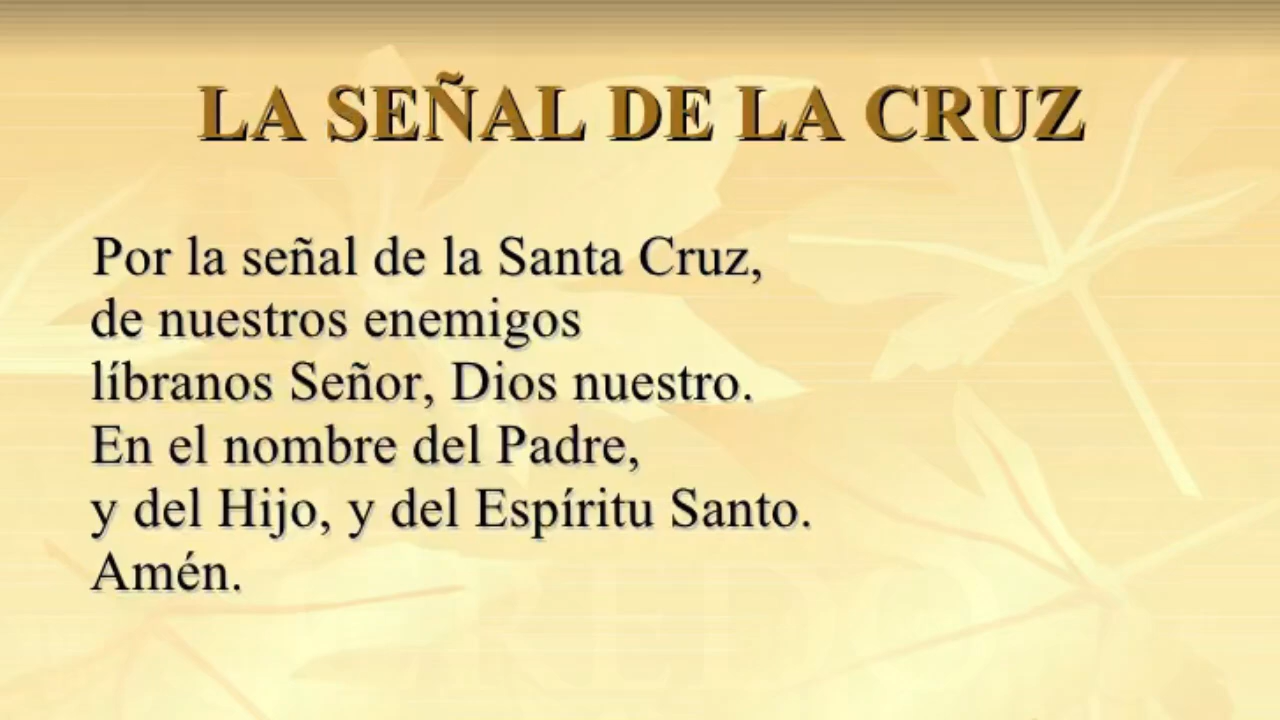 LA SEÑAL DE LA CRUZ
Por la señal de la Santa Cruz,
de nuestros enemigos
líbranos Señor, Dios nuestro.
En el nombre del Padre,
y del Hijo, y del Espíritu Santo.
Amén.